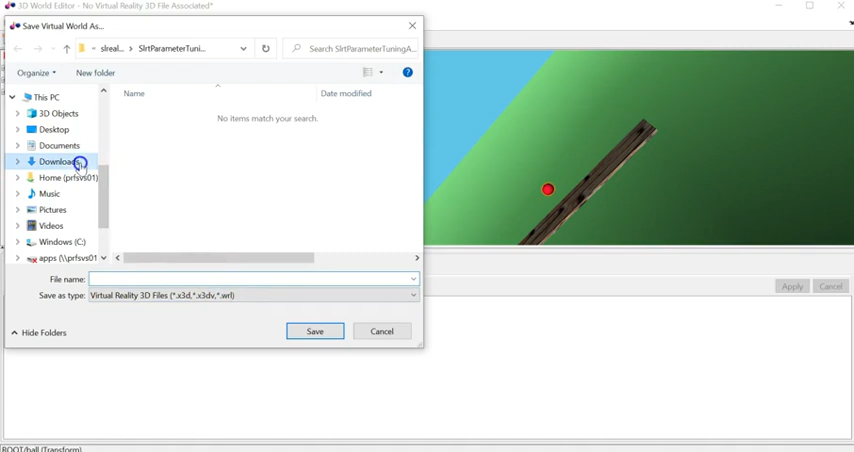 3D World Editor - No Virtual Reality 3D File Associated*
Save Virtual World As...
slreal... > SlrtParameterTuni...
Search SlrtParameterTuningA...
Organize
New folder
Name
Date modified
This PC
No items match your search.
3D Objects
Desktop
Documents
Downloads
Home (prfsvs01)
Music
Pictures
Videos
Windows (C:)
apps (\\prfsvs01
File name:
Save as type: Virtual Reality 3D Files (*.x3d,*.x3dv,*.wrl)
Apply
Cancel
Hide Folders
Save
Cancel
ROOT/ball (Transform)